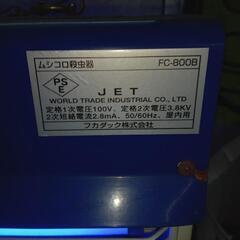 ムシコロ殺虫器 FC-800B
PS
E
JET
WORLD TRADE INDUSTRIAL CO., LTD
定格1次電圧100V、定格2次電圧3.8KV
2次短絡電流2.8mA、50/60Hz、屋内用
フカダック株式会社